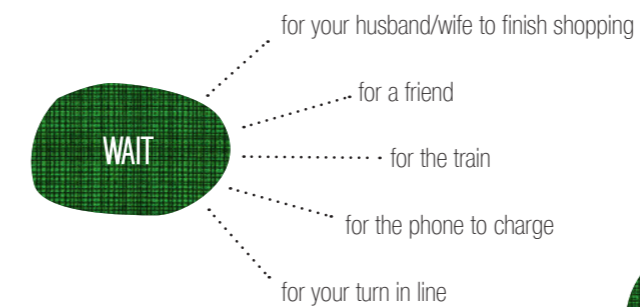 for your husband/wife to finish shopping
for a friend
WAIT
for the train
for the phone to charge
for your turn in line